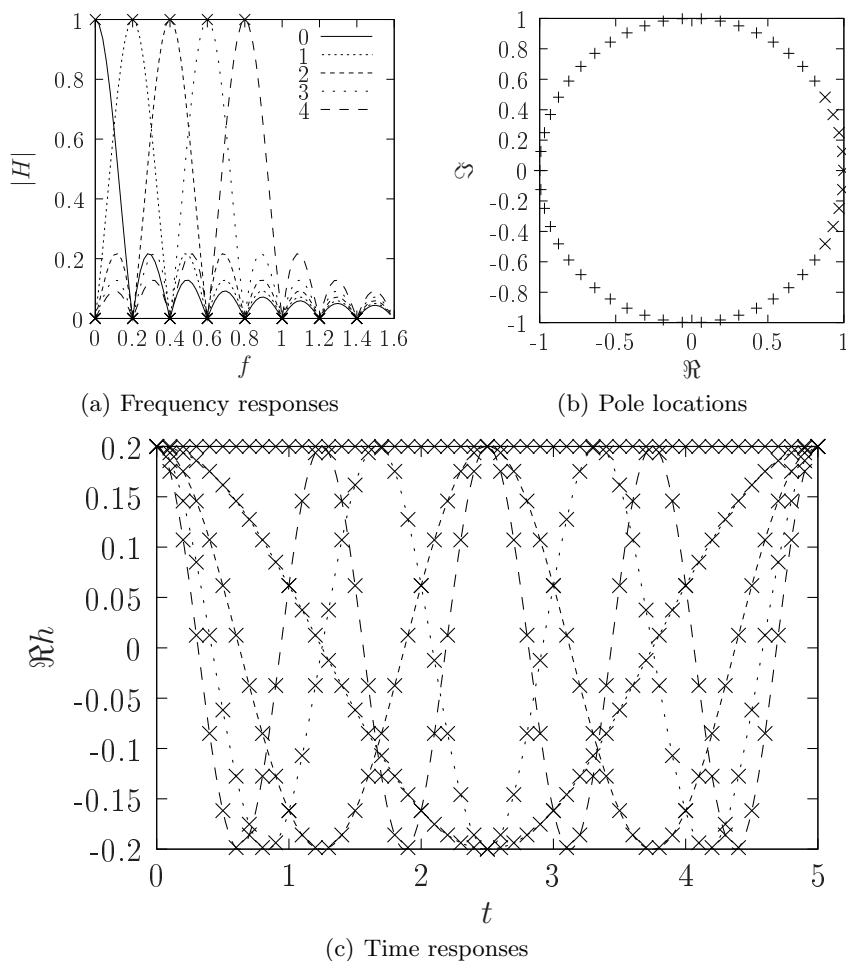 1
0.8
0.6
0.4
0.2
0
|H|
0
1
2
3
4
0 0.2 0.4 0.6 0.8 1 1.2 1.4 1.6
f
(a) Frequency responses
1
0.8
0.6
0.4
0.2
0
-0.2
-0.4
-0.6
-0.8
-1
ℑ
-1 -0.5 0 0.5 1
ℜ
(b) Pole locations
0.2
0.15
0.1
0.05
0
-0.05
-0.1
-0.15
-0.2
ℜh
0 1 2 3 4 5
t
(c) Time responses